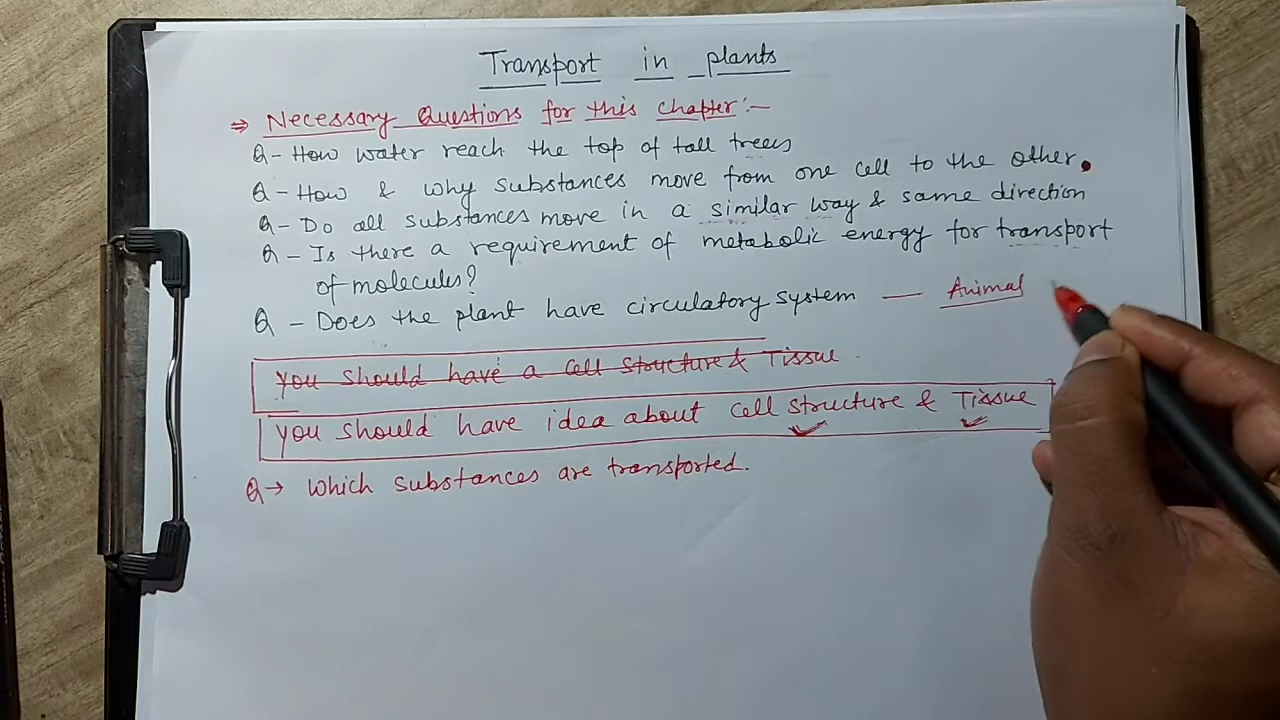 Transport in plants
⇒ Necessary Questions for this chapter:-
Q- How water reach the top of tall trees
Q - How & why substances move from one cell to the other.
Q- Do all substances move in a similar way & same direction
Q - Is there a requirement of metabolic energy for transport
of molecules?
Q - Does the plant have circulatory system — Animal
You should have a cell structure & Tissue
You should have idea about cell structure & Tissue
Q → which substances are transported.